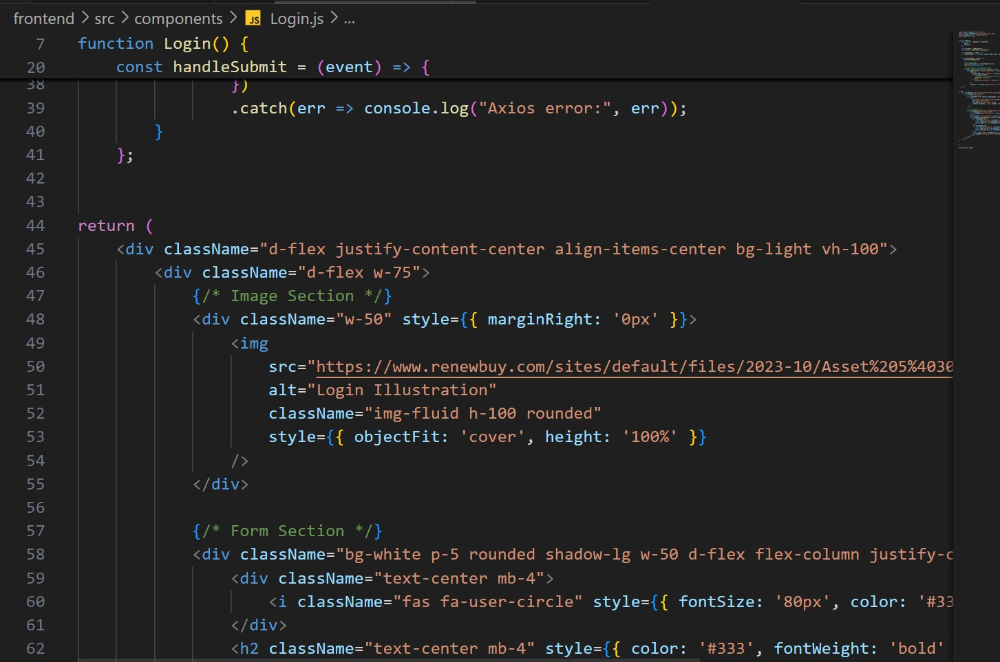 frontend > src > components > JS Login.js > ...
7 function Login() {
20 const handleSubmit = (event) => {
38 })
39 .catch(err => console.log("Axios error:", err));
40 }
41 };
42
43
44 return (
45 <div className="d-flex justify-content-center align-items-center bg-light vh-100">
46 <div className="d-flex w-75">
47 {/* Image Section */}
48 <div className="w-50" style={{ marginRight: '0px' }}>
49 <img
50 src="https://www.renewbuy.com/sites/default/files/2023-10/Asset%205%4030
51 alt="Login Illustration"
52 className="img-fluid h-100 rounded"
53 style={{ objectFit: 'cover', height: '100%' }}
54 />
55 </div>
56
57 {/* Form Section */}
58 <div className="bg-white p-5 rounded shadow-lg w-50 d-flex flex-column justify-c
59 <div className="text-center mb-4">
60 <i className="fas fa-user-circle" style={{ fontSize: '80px', color: '#33
61 </div>
62 <h2 className="text-center mb-4" style={{ color: '#333', fontWeight: 'bold'